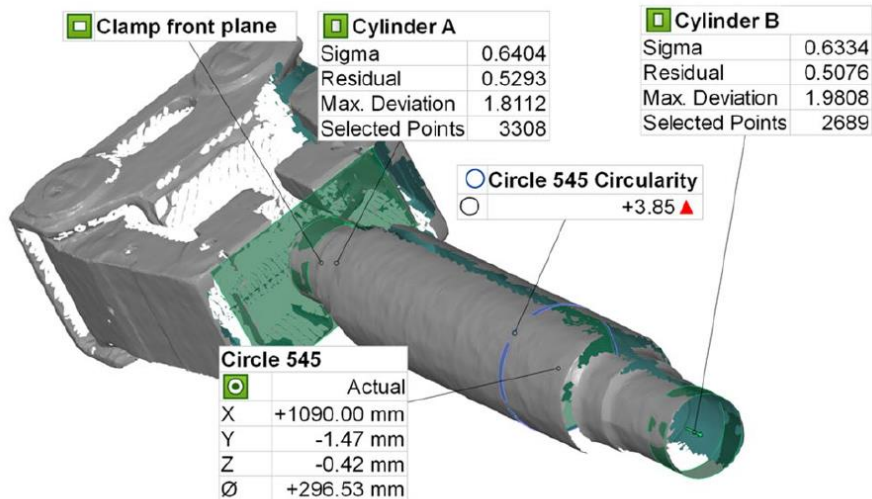 Clamp front plane
Cylinder A
Sigma 0.6404
Residual 0.5293
Max. Deviation 1.8112
Selected Points 3308
Cylinder B
Sigma 0.6334
Residual 0.5076
Max. Deviation 1.9808
Selected Points 2689
Circle 545 Circularity
+3.85
Circle 545
Actual
X +1090.00 mm
Y -1.47 mm
Z -0.42 mm
Ø +296.53 mm